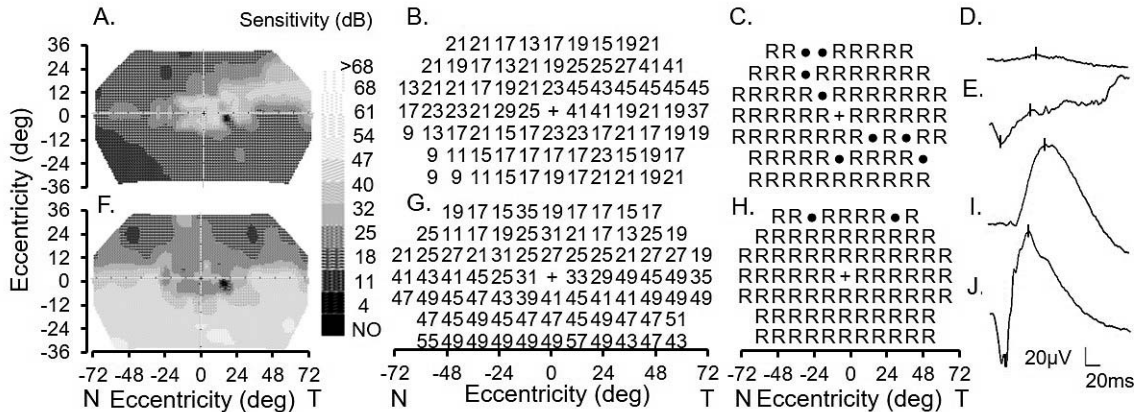 A.
Sensitivity (dB)
36
24
12
0
-12
-24
-36
Eccentricity (deg)
>68
68
61
54
47
40
32
25
18
11
4
NO
B.
21 21 17 13 17 19 15 19 21
21 19 17 13 21 19 25 25 27 41 41
13 21 17 17 19 21 23 45 45 45 45 45 45
17 23 23 21 29 25 + 41 41 19 21 19 37
9 13 17 21 15 17 23 23 17 21 17 19 19
9 11 15 17 17 17 17 23 15 19 17
9 9 11 15 17 19 17 21 21 19 21
C.
RR●●RRRRR
RR●RRRRRRRR
RRRRR●RRRRRRR
RRRRRR+RRRRRR
RRRRRRRR●R●RR
RRRRR●RRRR●
RRRRRRRRRRR
D.
E.
F.
36
24
12
0
-12
-24
-36
-72 -48 -24 0 24 48 72
N Eccentricity (deg) T
G.
19 17 15 35 19 17 17 15 17
25 11 17 19 25 31 21 17 13 25 19
21 25 27 21 31 25 27 25 25 21 27 27 19
41 43 41 45 25 31 + 33 29 49 45 49 35
47 49 45 47 43 39 41 45 41 41 49 49 49
47 45 49 45 47 47 45 49 47 47 51
55 49 49 47 49 49 57 49 43 47 43
-72 -48 -24 0 24 48 72
N Eccentricity (deg) T
H.
RR●RRRR●R
RRRRRRRRRRR
RRRRRRRRRRRRR
RRRRRR+RRRRRR
RRRRRRRRRRRRR
RRRRRRRRRRR
RRRRRRRRRRR
-72 -48 -24 0 24 48 72
N Eccentricity (deg) T
I.
J.
20µV
20ms